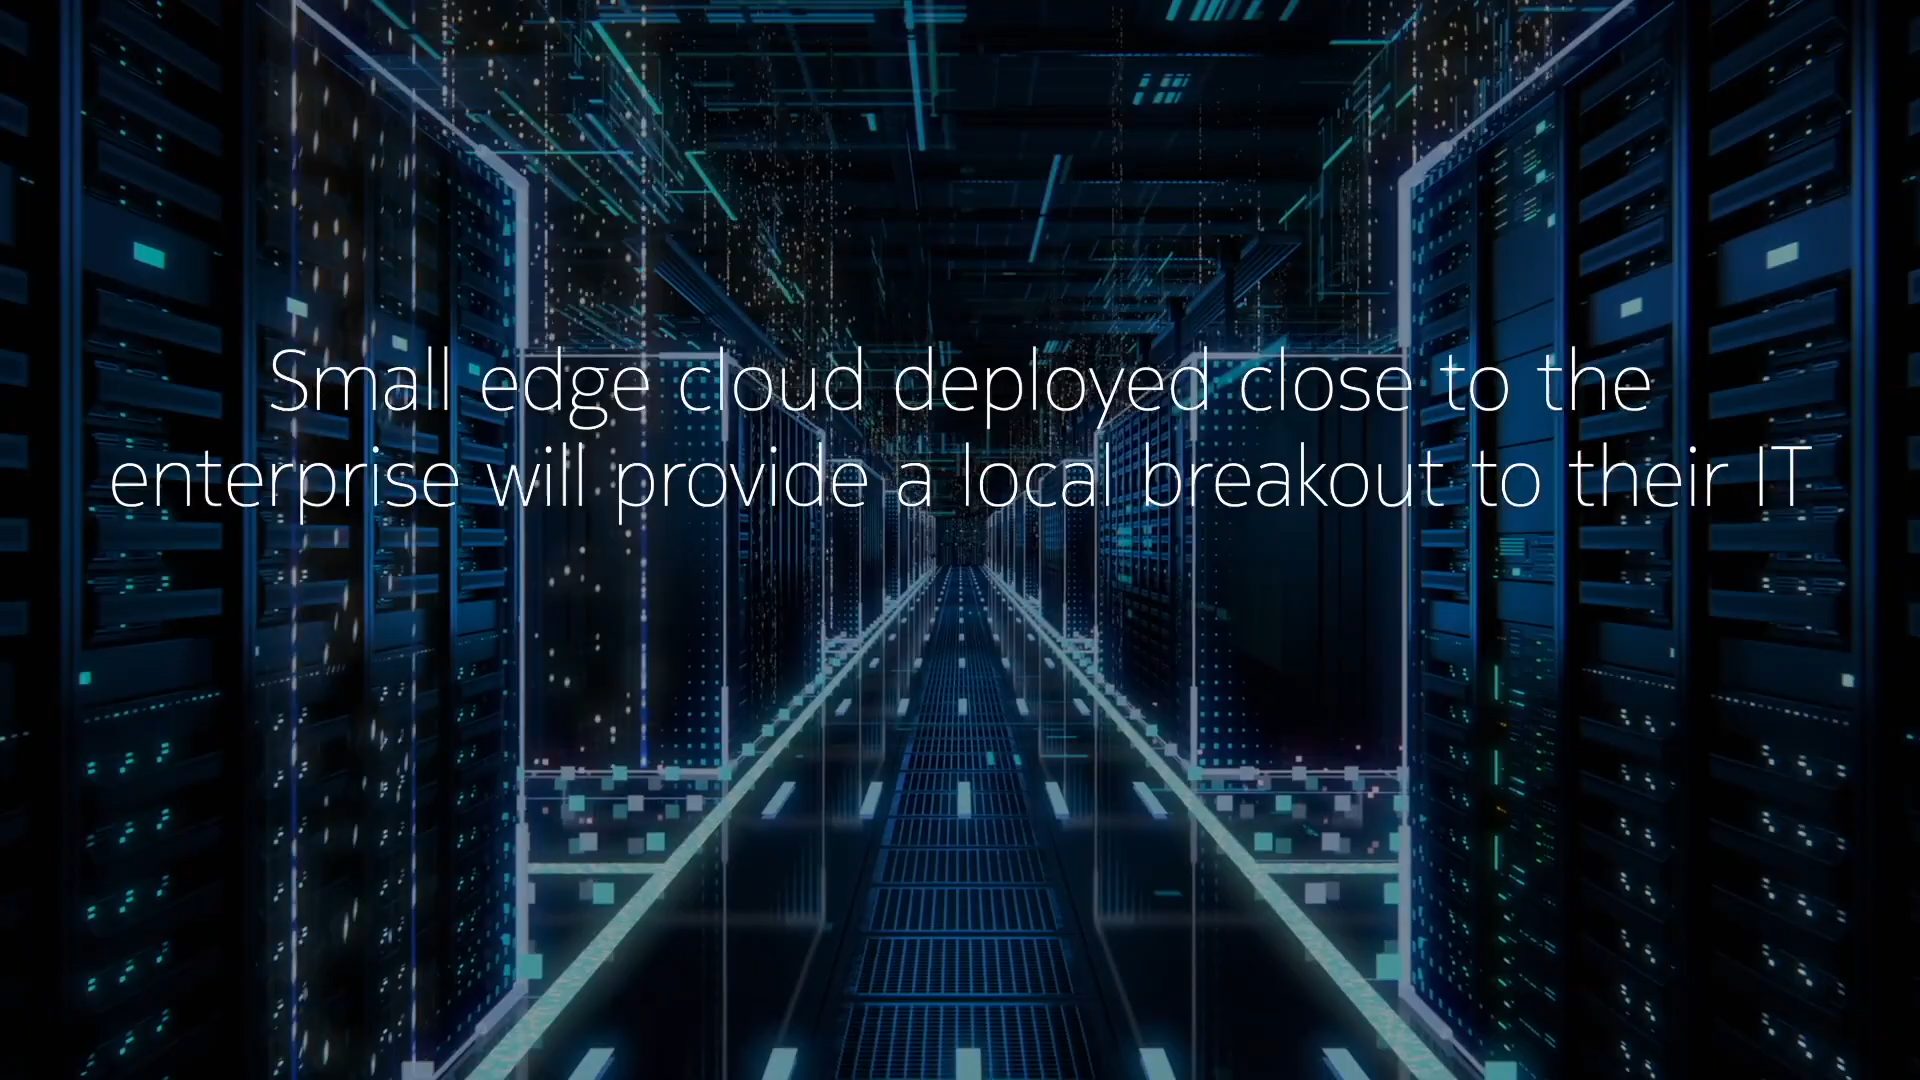 Small edge cloud deployed close to the
enterprise will provide a local breakout to their IT